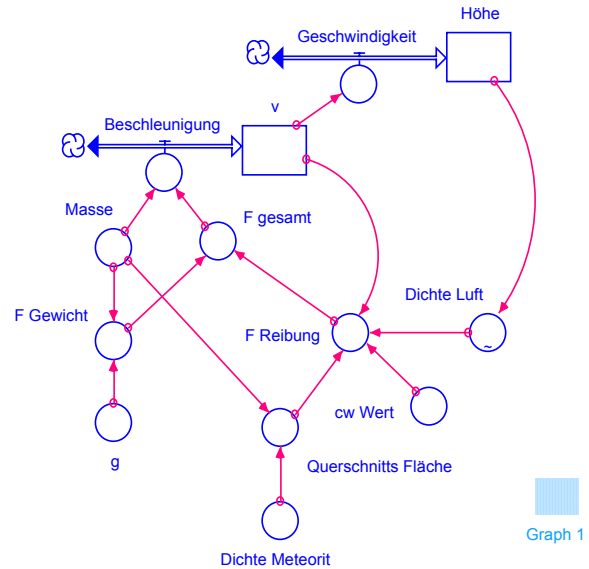 Höhe
Geschwindigkeit
v
Beschleunigung
Masse
F gesamt
Dichte Luft
F Gewicht
F Reibung
~
cw Wert
g
Querschnitts Fläche
Graph 1
Dichte Meteorit